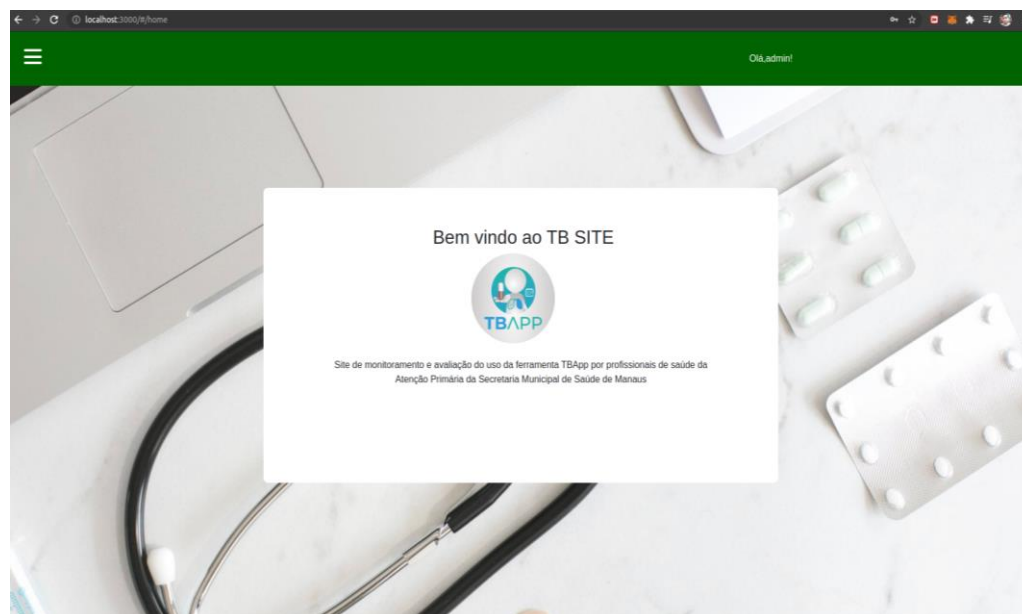 localhost:3000/#/home
Olá,admin!
Bem vindo ao TB SITE
TBAPP
Site de monitoramento e avaliação do uso da ferramenta TBApp por profissionais de saúde da
Atenção Primária da Secretaria Municipal de Saúde de Manaus